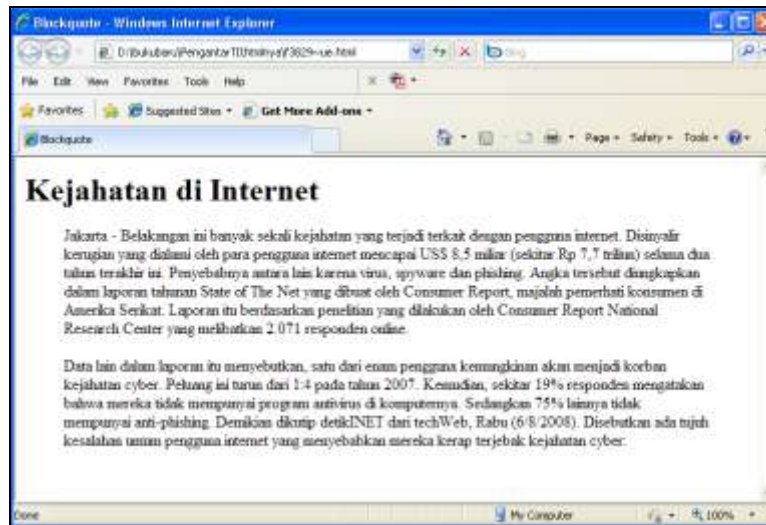 Blockquote - Windows Internet Explorer
bing
File Edit View Favorites Tools Help
Favorites Suggested Sites Get More Add-ons
Blockquote Page Safety Tools
Kejahatan di Internet
Jakarta - Belakangan ini banyak sekali kejahatan yang terjadi terkait dengan pengguna internet. Disinyalir
kerugian yang dialami oleh para pengguna internet mencapai US$ 8,5 miliar (sekitar Rp 7,7 triliun) selama dua
tahun terakhir ini. Penyebabnya antara lain karena virus, spyware dan phishing. Angka tersebut diungkapkan
dalam laporan tahunan State of The Net yang dibuat oleh Consumer Report, majalah pemerhati konsumen di
Amerika Serikat. Laporan itu berdasarkan penelitian yang dilakukan oleh Consumer Report National
Research Center yang melibatkan 2.071 responden online.
Data lain dalam laporan itu menyebutkan, satu dari enam pengguna kemungkinan akan menjadi korban
kejahatan cyber. Peluang ini turun dari 1:4 pada tahun 2007. Kemudian, sekitar 19% responden mengatakan
bahwa mereka tidak mempunyai program antivirus di komputernya. Sedangkan 75% lainnya tidak
mempunyai anti-phishing. Demikian dikutip detikINET dari techWeb, Rabu (6/8/2008). Disebutkan ada tujuh
kesalahan umum pengguna internet yang menyebabkan mereka kerap terjebak kejahatan cyber:
Done My Computer 100%